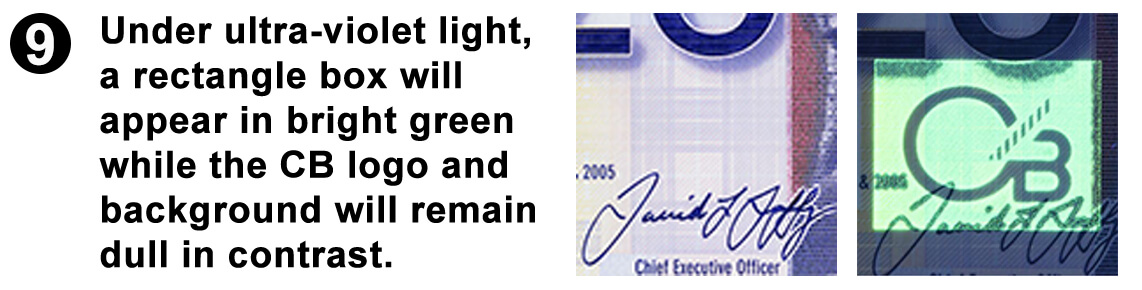 9
Under ultra-violet light,
a rectangle box will
appear in bright green
while the CB logo and
background will remain
dull in contrast.
, 2005
Chief Executive Officer
CB
& 2005